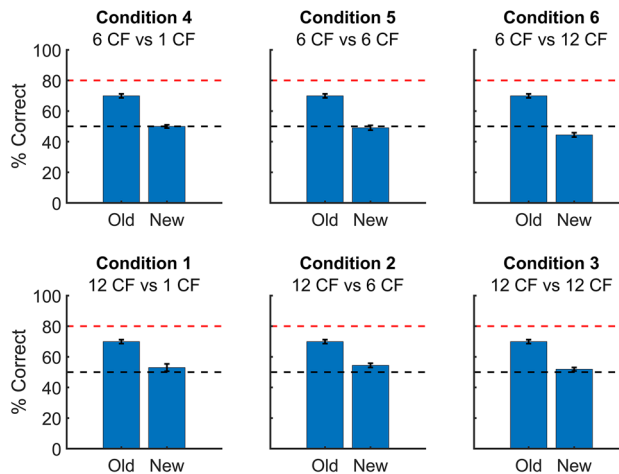 Condition 4
6 CF vs 1 CF
Condition 5
6 CF vs 6 CF
Condition 6
6 CF vs 12 CF
% Correct
100
80
60
40
20
0
Old New
Old New
Old New
Condition 1
12 CF vs 1 CF
Condition 2
12 CF vs 6 CF
Condition 3
12 CF vs 12 CF
% Correct
100
80
60
40
20
0
Old New
Old New
Old New